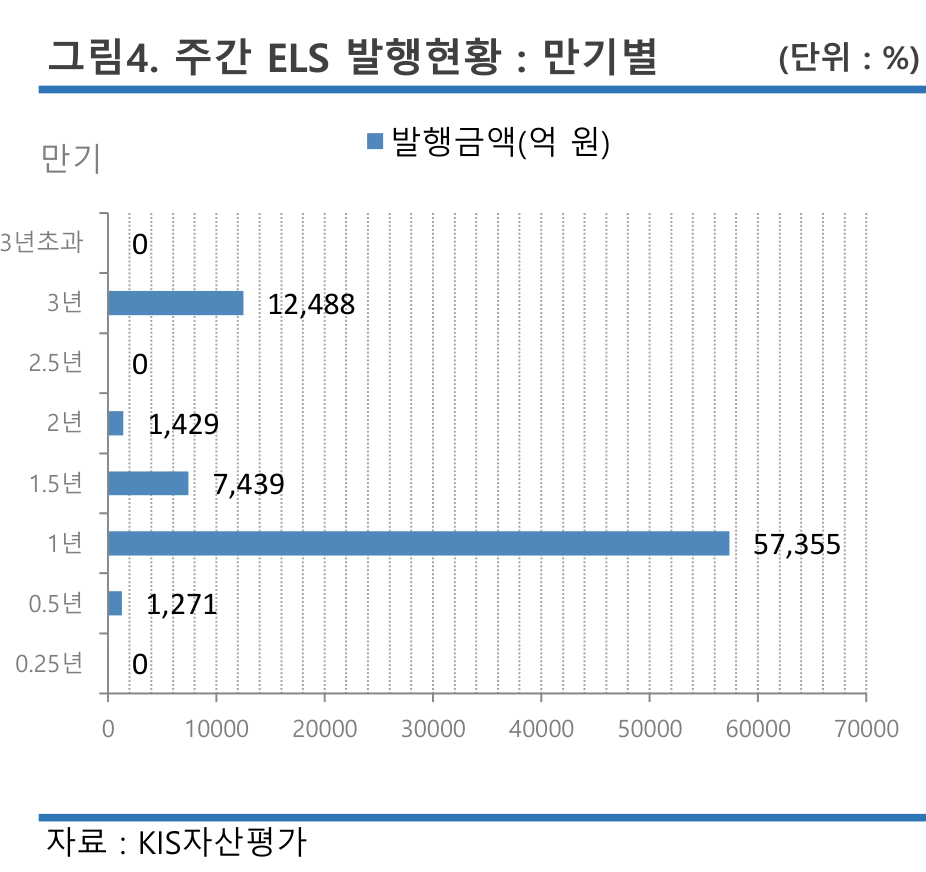 그림4. 주간 ELS 발행현황 : 만기별 (단위 : %)
발행금액(억 원)
만기
3년초과 0
3년 12,488
2.5년 0
2년 1,429
1.5년 7,439
1년 57,355
0.5년 1,271
0.25년 0
0 10000 20000 30000 40000 50000 60000 70000
자료 : KIS자산평가